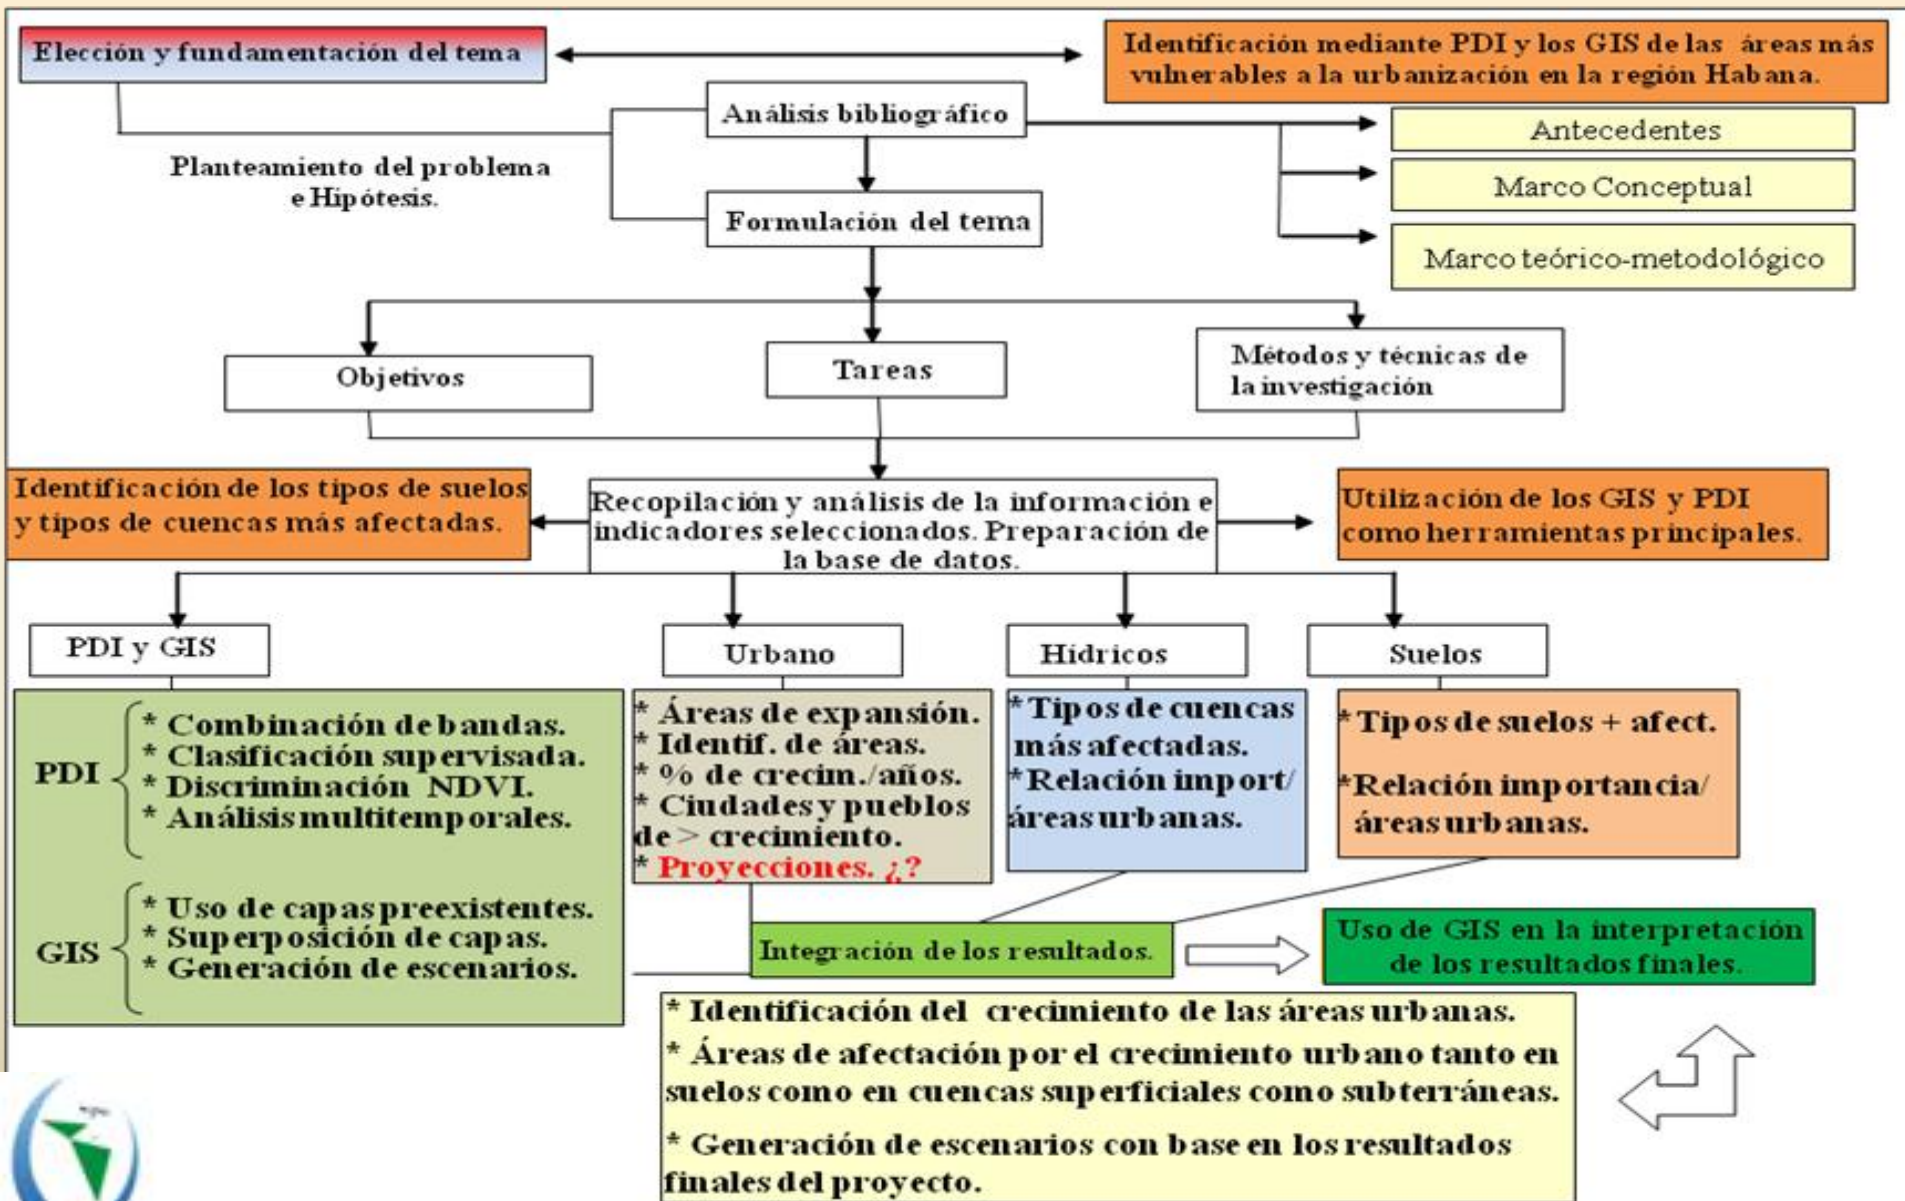 Elección y fundamentación del tema
Identificación mediante PDI y los GIS de las áreas más
vulnerables a la urbanización en la región Habana.
Análisis bibliográfico
Antecedentes
Planteamiento del problema
e Hipótesis.
Marco Conceptual
Formulación del tema
Marco teórico-metodológico
Objetivos
Tareas
Métodos y técnicas de
la investigación
Identificación de los tipos de suelos
y tipos de cuencas más afectadas.
Recopilación y análisis de la información e
indicadores seleccionados. Preparación de
la base de datos.
Utilización de los GIS y PDI
como herramientas principales.
PDI y GIS
Urbano
Hídricos
Suelos
PDI
* Combinación de bandas.
* Clasificación supervisada.
* Discriminación NDVI.
* Análisis multitemporales.
GIS
* Uso de capas preexistentes.
* Superposición de capas.
* Generación de escenarios.
* Áreas de expansión.
* Identif. de áreas.
* % de crecim./años.
* Ciudades y pueblos
de > crecimiento.
* Proyecciones. ¿?
*Tipos de cuencas
más afectadas.
*Relación import/
áreas urbanas.
*Tipos de suelos + afect.
*Relación importancia/
áreas urbanas.
Integración de los resultados.
Uso de GIS en la interpretación
de los resultados finales.
* Identificación del crecimiento de las áreas urbanas.
* Áreas de afectación por el crecimiento urbano tanto en
suelos como en cuencas superficiales como subterráneas.
* Generación de escenarios con base en los resultados
finales del proyecto.